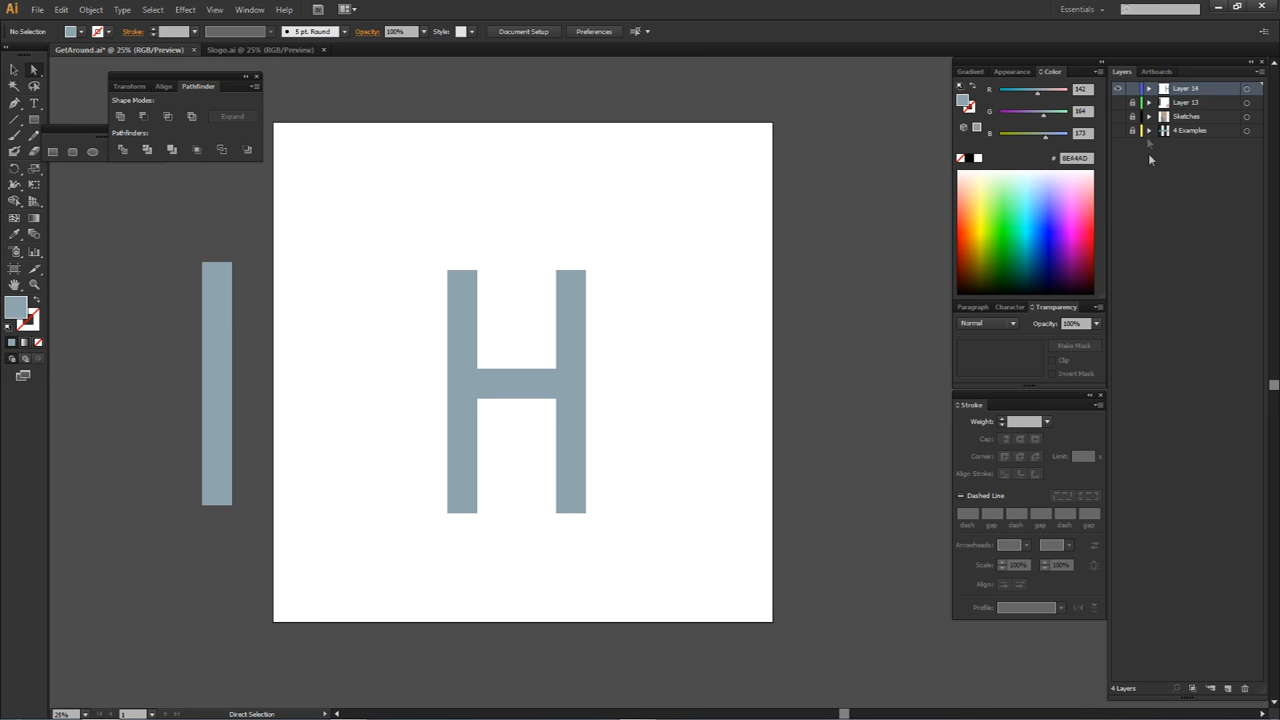 Ai File Edit Object Type Select Effect View Window Help Br Essentials
No Selection Stroke: 5 pt. Round Opacity: 100% Style: Document Setup Preferences
GetAround.ai* @ 25% (RGB/Preview) × Slogo.ai @ 25% (RGB/Preview) ×
Transform Align Pathfinder
Shape Modes:
Expand
Pathfinders:
H
Gradient Appearance Color
R 142
G 164
B 173
# 8EA4AD
Paragraph Character Transparency
Normal Opacity: 100%
Make Mask
Clip
Invert Mask
Stroke
Weight:
Cap:
Corner: Limit: x
Align Stroke:
Dashed Line
dash gap dash gap dash gap
Arrowheads:
Scale: 100% 100%
Align:
Profile:
Layers Artboards
Layer 14
Layer 13
Sketches
4 Examples
4 Layers
25% 1 Direct Selection